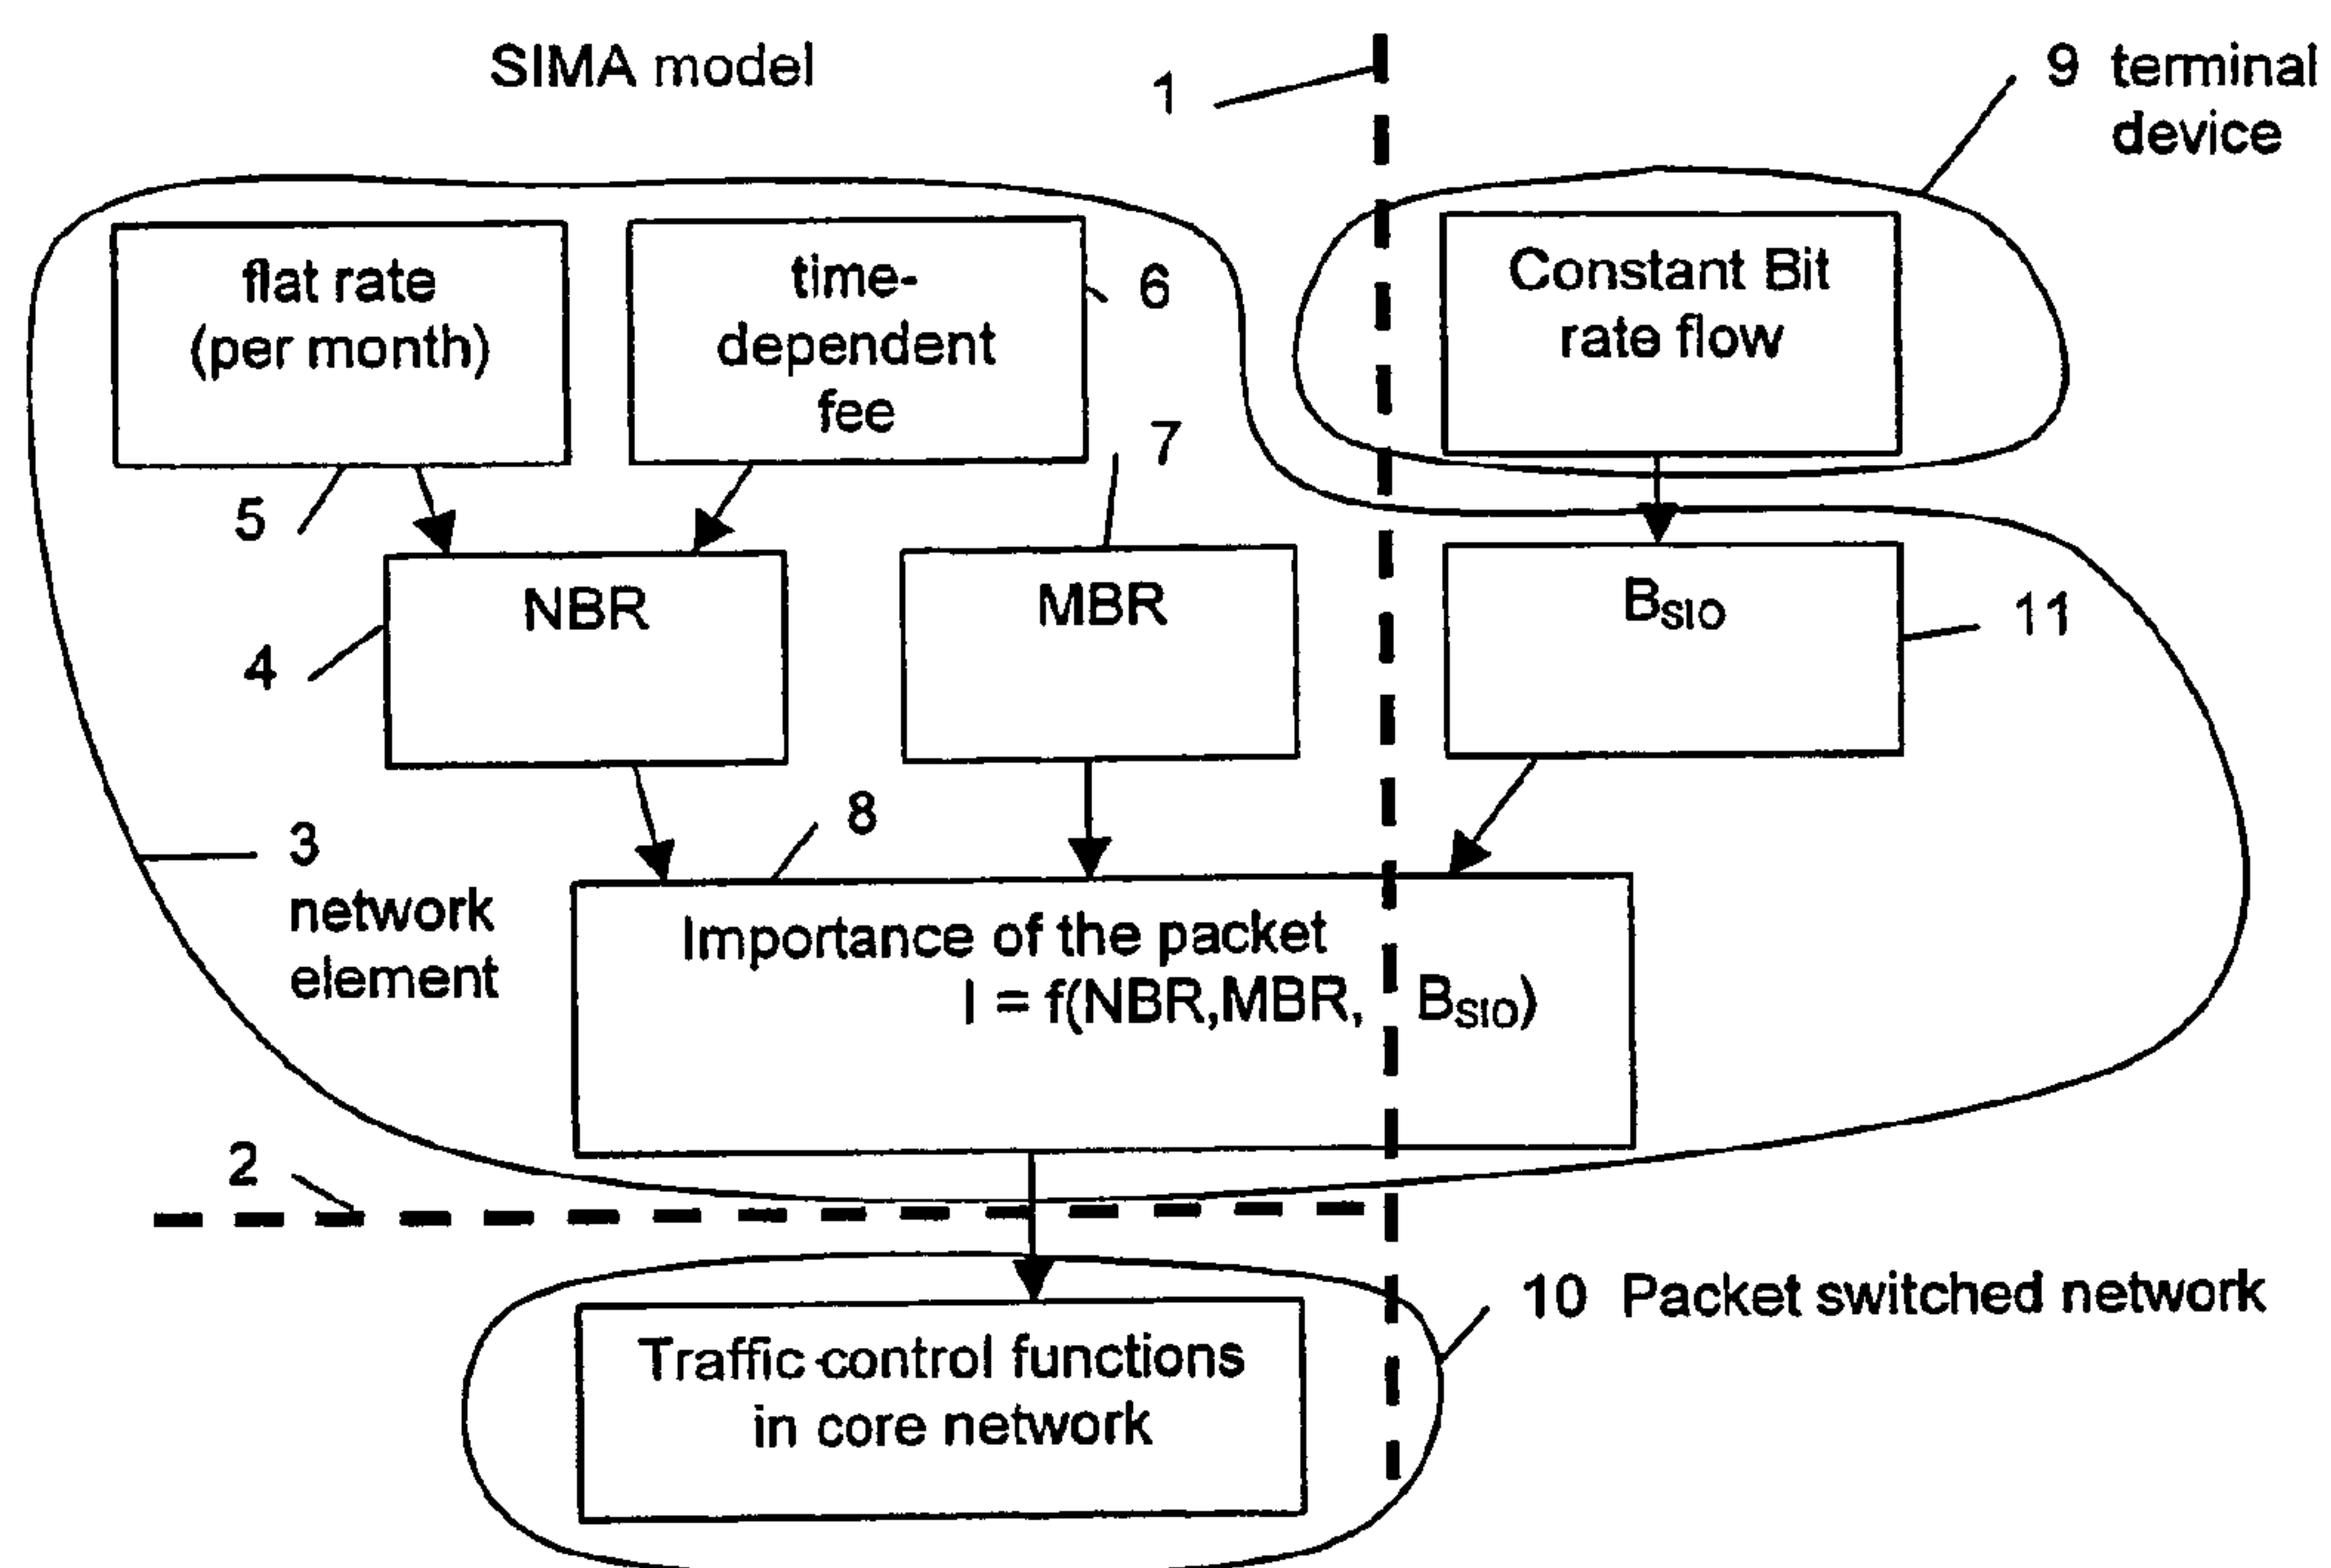 SIMA model
1
9 terminal
device
flat rate
(per month)
time-
dependent
fee
6
Constant Bit
rate flow
7
5
NBR
MBR
BSIO
11
4
8
3
network
element
Importance of the packet
I = f(NBR,MBR, BSIO)
2
10 Packet switched network
Traffic control functions
in core network